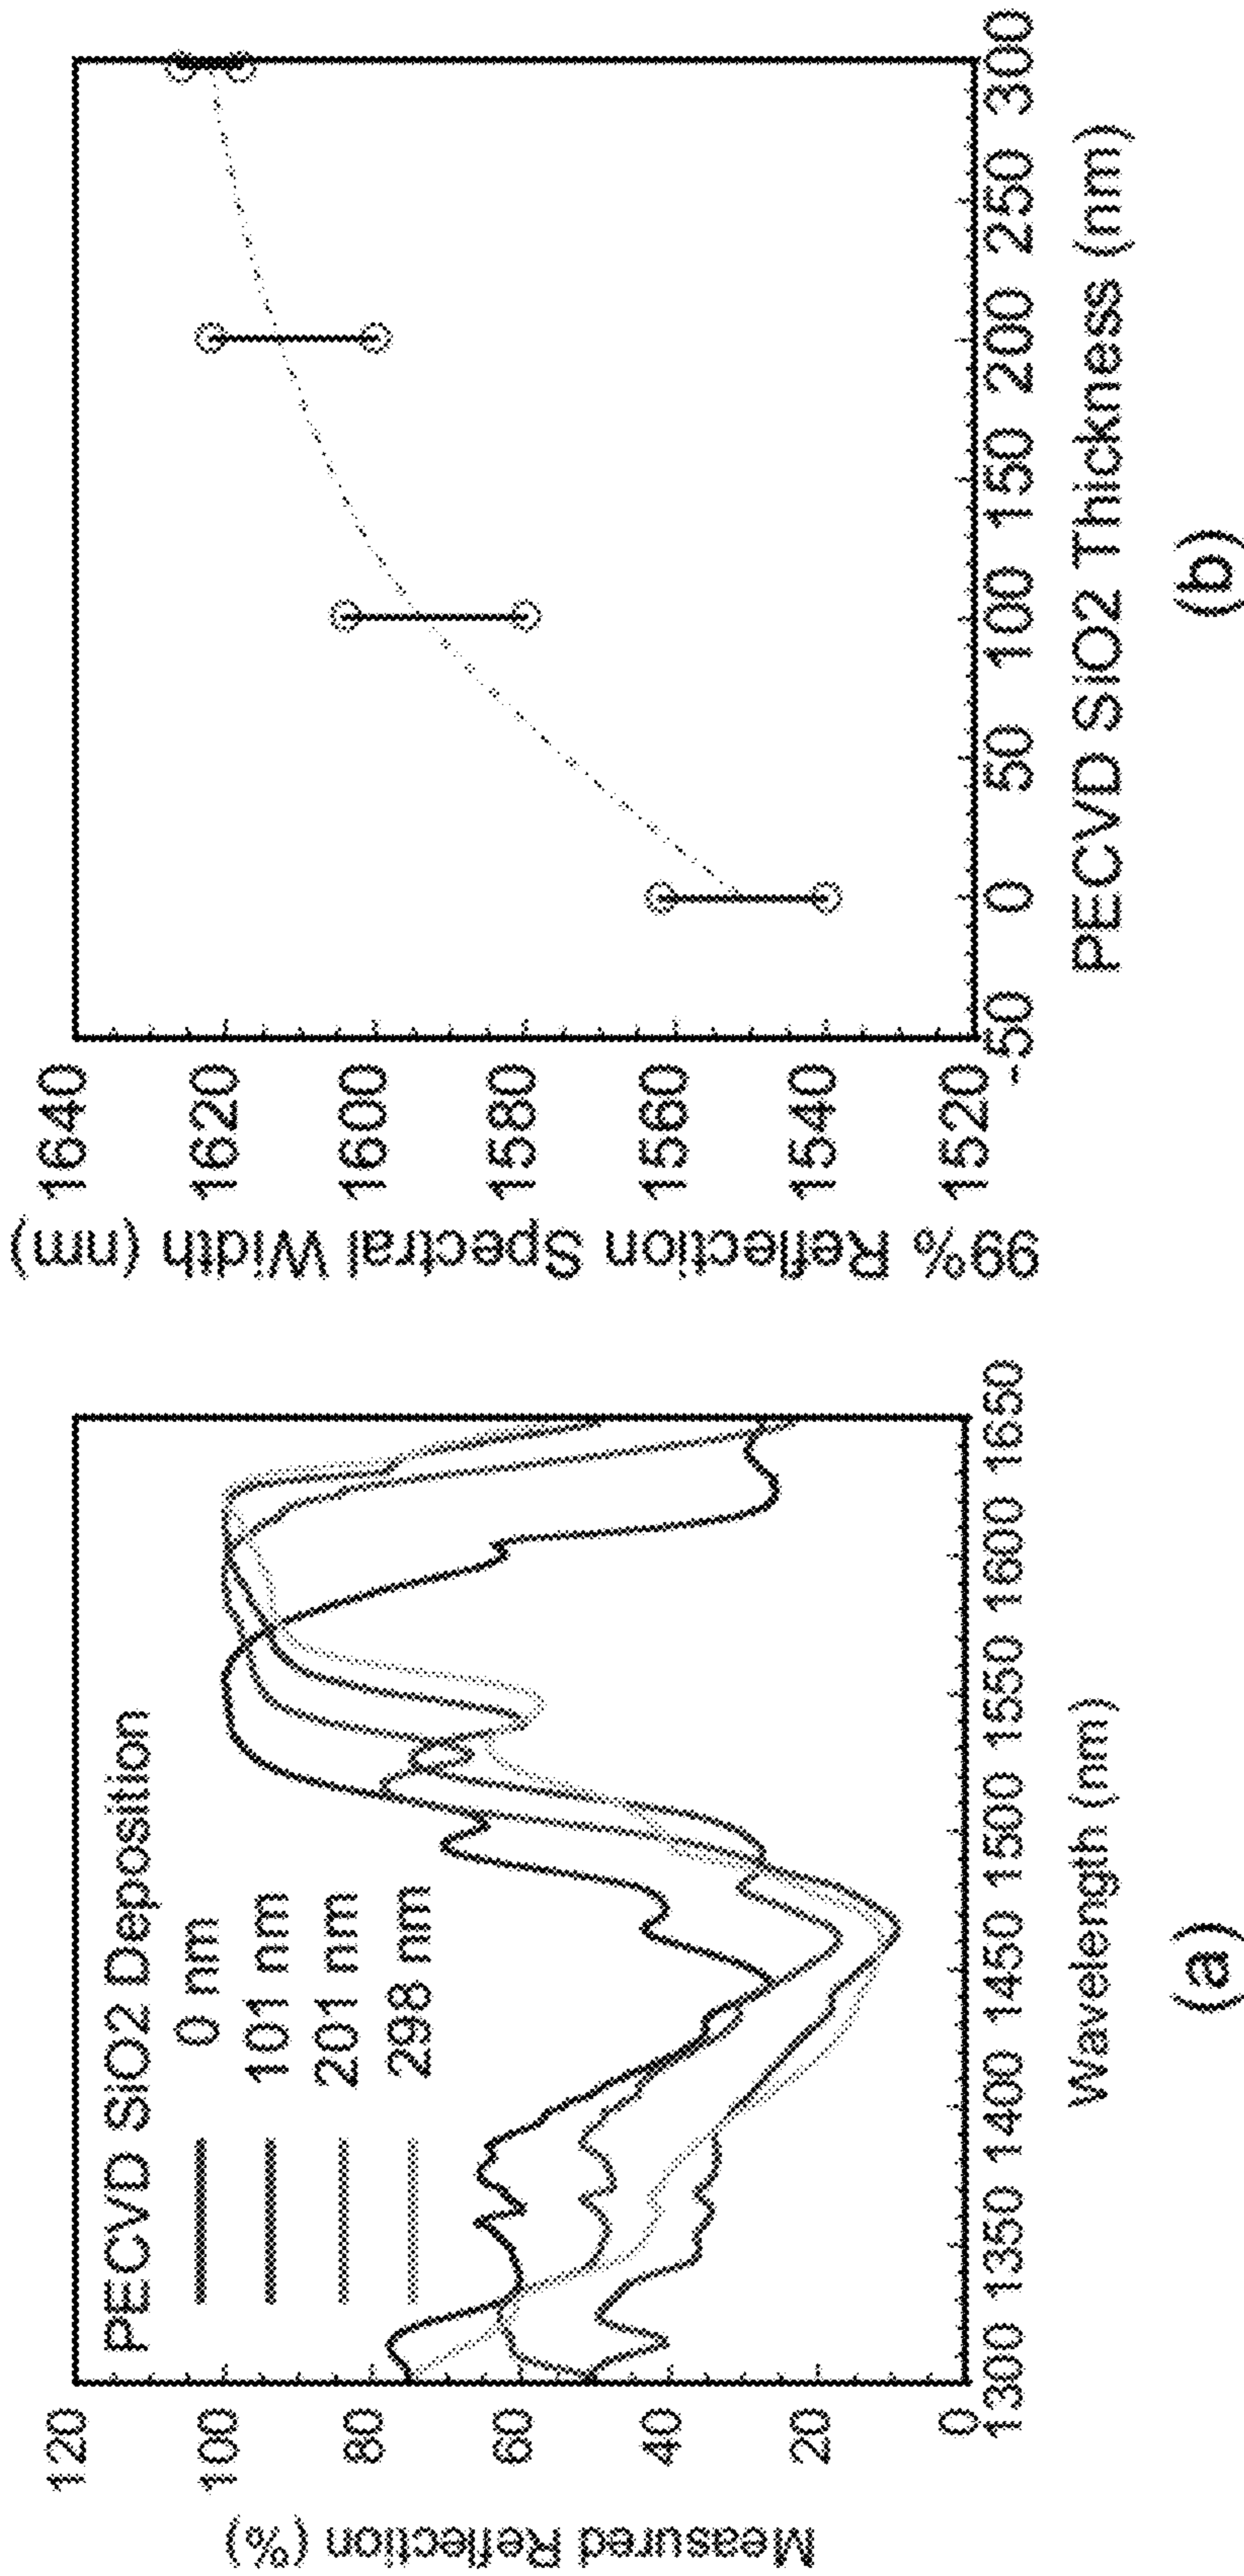 Measured Reflection (%)
120
100
80
60
40
20
0
PECVD SiO2 Deposition
0 nm
101 nm
201 nm
298 nm
1300 1350 1400 1450 1500 1550 1600 1650
Wavelength (nm)
(a)
99% Reflection Spectral Width (nm)
1640
1620
1600
1580
1560
1540
1520
-50 0 50 100 150 200 250 300
PECVD SiO2 Thickness (nm)
(b)